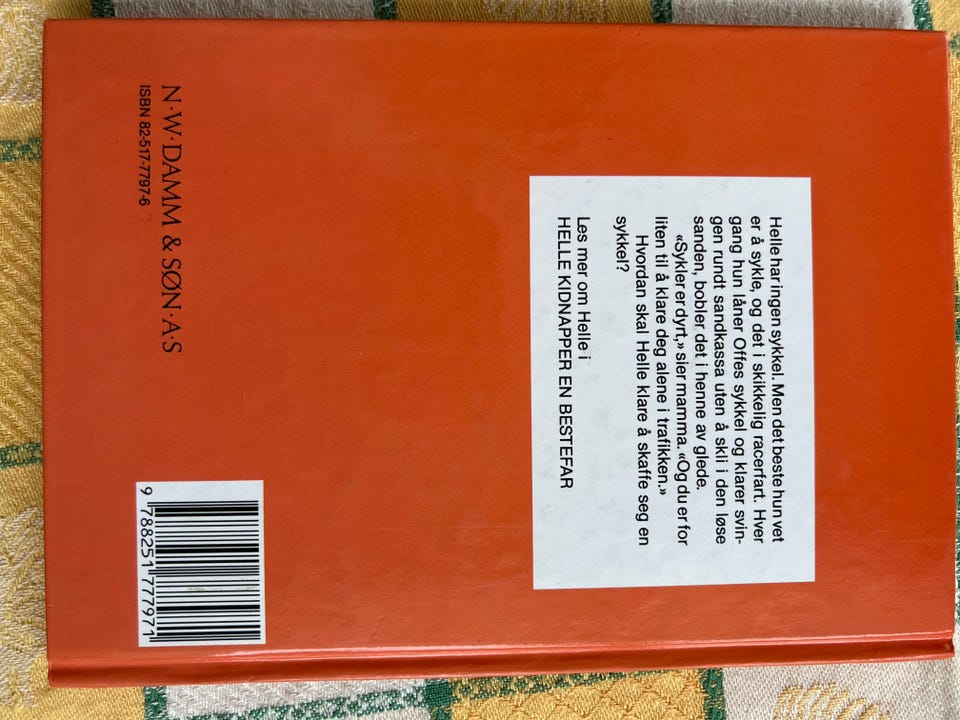 Helle har ingen sykkel. Men det beste hun vet
er å sykle, og det i skikkelig racerfart. Hver
gang hun låner Offes sykkel og klarer svin-
gen rundt sandkassa uten å skli i den løse
sanden, bobler det i henne av glede.
«Sykler er dyrt,» sier mamma. «Og du er for
liten til å klare deg alene i trafikken.»
Hvordan skal Helle klare å skaffe seg en
sykkel?
Les mer om Helle i
HELLE KIDNAPPER EN BESTEFAR
N·W·DAMM & SØN·A·S
ISBN 82-517-7797-6
9 788251 777971